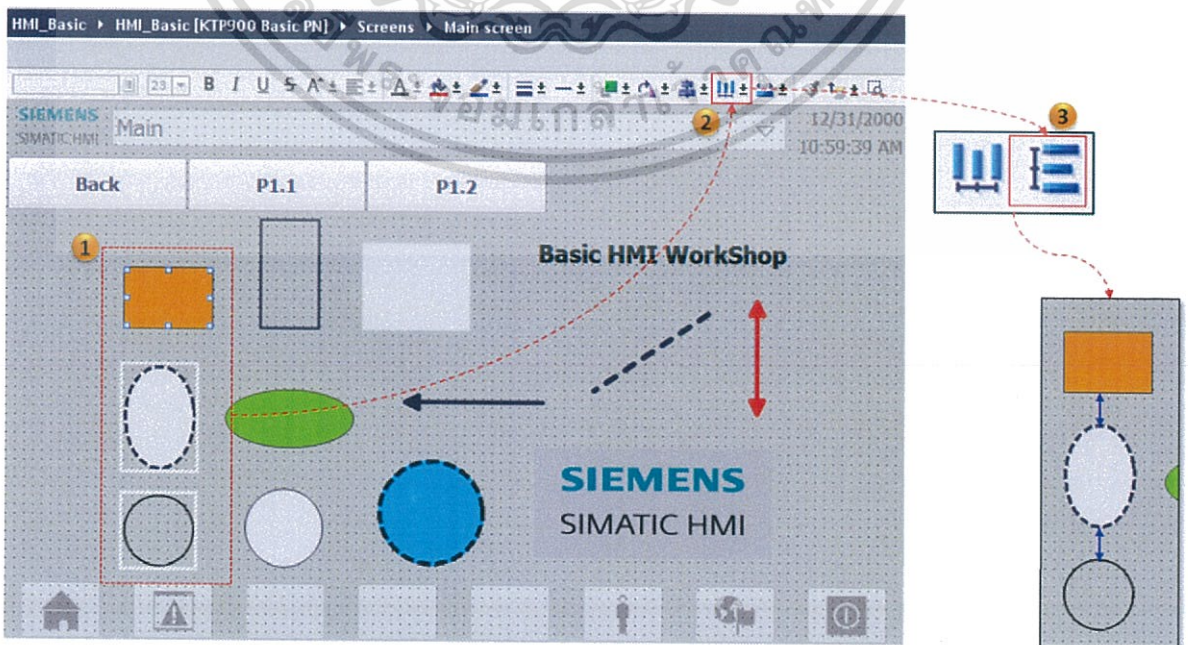 HMI_Basic ▸ HMI_Basic [KTP900 Basic PN] ▸ Screens ▸ Main screen
23 B I U S A A
2
3
SIEMENS
SIMATIC HMI
Main
12/31/2000
10:59:39 AM
Back P1.1 P1.2
1
Basic HMI WorkShop
SIEMENS
SIMATIC HMI